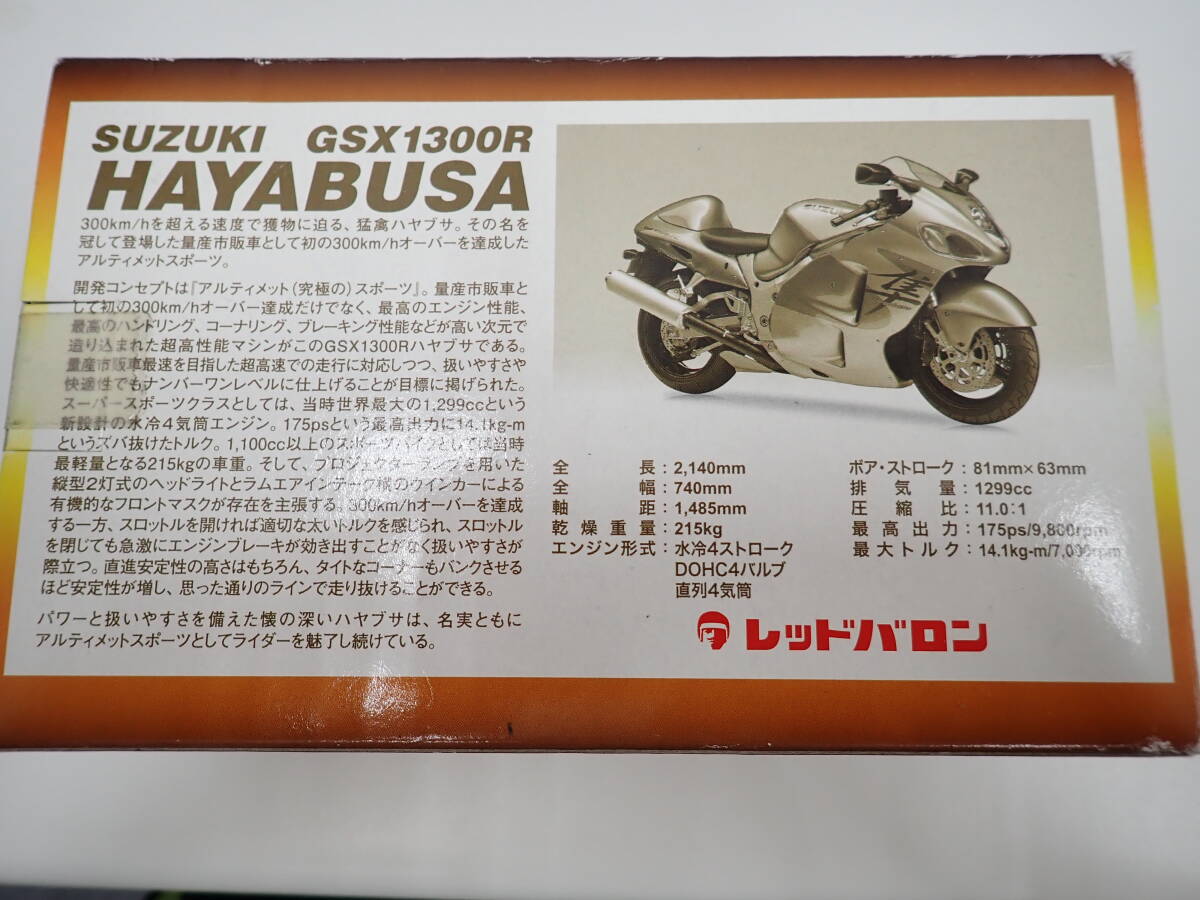 SUZUKI GSX1300R
HAYABUSA
300km/hを超える速度で獲物に迫る、猛禽ハヤブサ。その名を
冠して登場した量産市販車として初の300km/hオーバーを達成した
アルティメットスポーツ。
開発コンセプトは『アルティメット(究極の)スポーツ』。量産市販車と
して初の300km/hオーバー達成だけでなく、最高のエンジン性能、
最高のハンドリング、コーナリング、ブレーキング性能などが高い次元で
造り込まれた超高性能マシンがこのGSX1300Rハヤブサである。
量産市販車最速を目指した超高速での走行に対応しつつ、扱いやすさや
快適性でもナンバーワンレベルに仕上げることが目標に掲げられた。
スーパースポーツクラスとしては、当時世界最大の1,299ccという
新設計の水冷4気筒エンジン。175psという最高出力に14.1kg-m
というズバ抜けたトルク。1,100cc以上のスポーツバイクとしては当時
最軽量となる215kgの車重。そして、プロジェクターランプを用いた
縦型2灯式のヘッドライトとラムエアインテーク横のウインカーによる
有機的なフロントマスクが存在を主張する。300km/hオーバーを達成
する一方、スロットルを開ければ適切な太いトルクを感じられ、スロットル
を閉じても急激にエンジンブレーキが効き出すことがなく扱いやすさが
際立つ。直進安定性の高さはもちろん、タイトなコーナーもバンクさせる
ほど安定性が増し、思った通りのラインで走り抜けることができる。
パワーと扱いやすさを備えた懐の深いハヤブサは、名実ともに
アルティメットスポーツとしてライダーを魅了し続けている。
SUZUKI
隼
全長:2,140mm
全幅:740mm
軸距:1,485mm
乾燥重量:215kg
エンジン形式:水冷4ストローク
DOHC4バルブ
直列4気筒
ボア・ストローク:81mm×63mm
排気量:1299cc
圧縮比:11.0:1
最高出力:175ps/9,800rpm
最大トルク:14.1kg-m/7,000rpm
レッドバロン